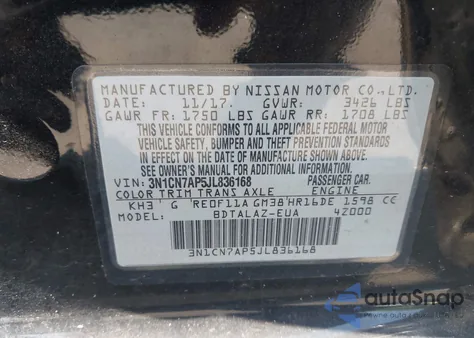 MANUFACTURED BY NISSAN MOTOR CO., LTD.
DATE: 11/17. GVWR: 3426 LBS
GAWR FR: 1750 LBS GAWR RR: 1708 LBS
THIS VEHICLE CONFORMS TO ALL APPLICABLE FEDERAL MOTOR
VEHICLE SAFETY, BUMPER AND THEFT PREVENTION STANDARDS
IN EFFECT ON THE DATE OF MANUFACTURE SHOWN ABOVE.
SEE OWNER'S MANUAL FOR ADDITIONAL INFORMATION.
VIN: 3N1CN7AP5JL836168 PASSENGER CAR.
COLOR TRIM TRANS AXLE ENGINE
KH3 G RE0F11A GM38 HR16DE 1598 CC
MODEL: BDTALAZ-EUA 4Z000
3N1CN7AP5JL836168
autoSnap